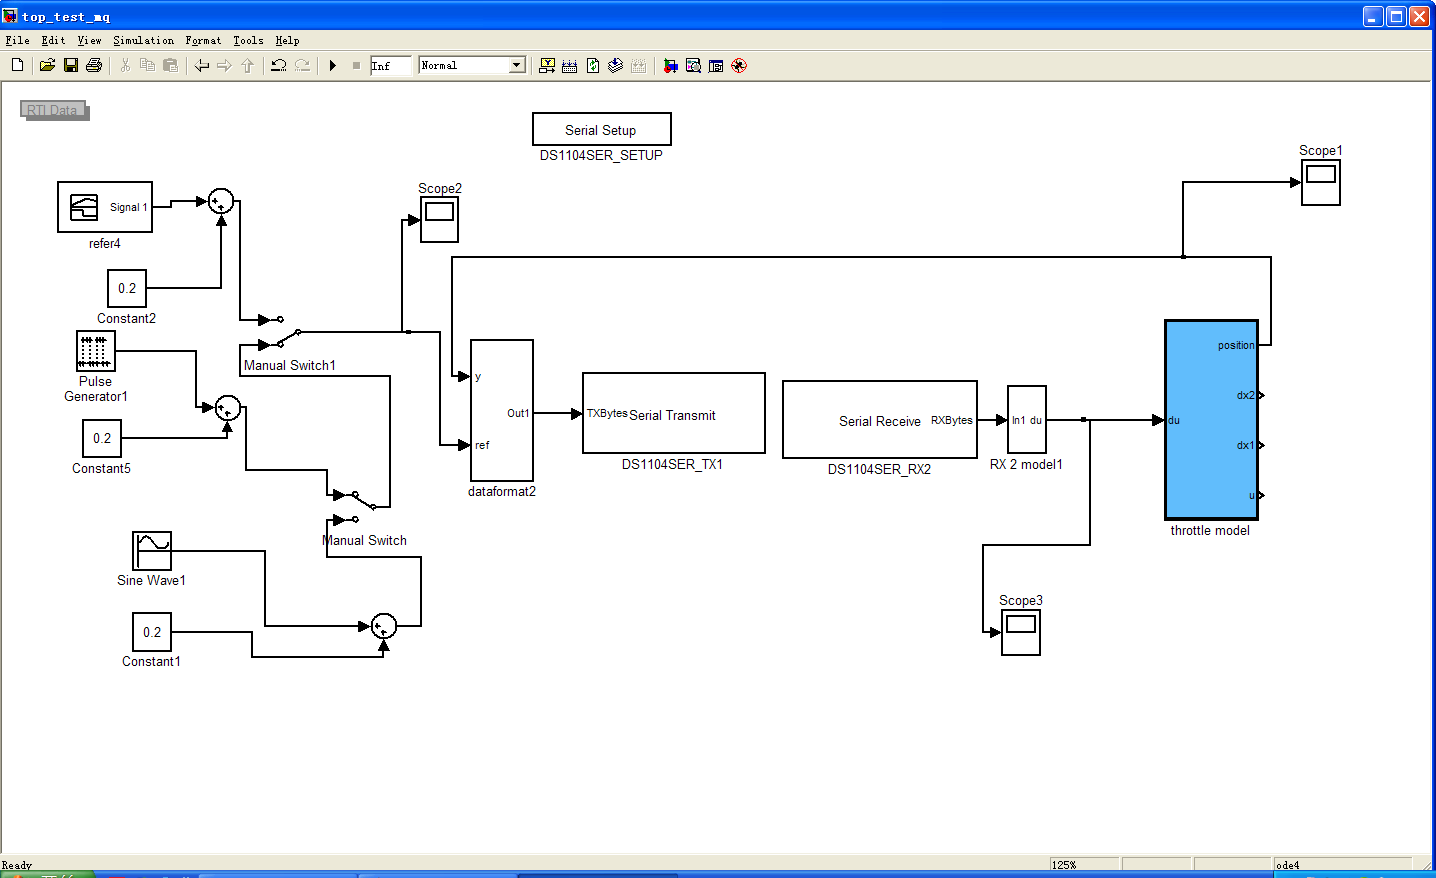 top_test_mq
File Edit View Simulation Format Tools Help
Inf
Normal
RTI Data
Serial Setup
DS1104SER_SETUP
Scope1
Scope2
Signal 1
refer4
0.2
Constant2
Pulse
Generator1
Manual Switch1
0.2
Constant5
y
ref
Out1
dataformat2
TXBytes
Serial Transmit
DS1104SER_TX1
Serial Receive
RXBytes
DS1104SER_RX2
In1 du
RX 2 model1
position
du
dx2
dx1
u
throttle model
Manual Switch
Sine Wave1
0.2
Constant1
Scope3
Ready
125%
ode4